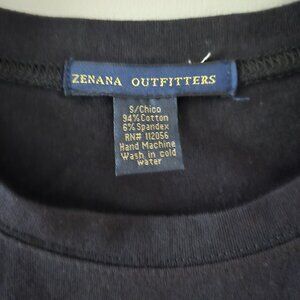 ZENANA OUTFITTERS
S/Chico
94% Cotton
6% Spandex
RN# 112056
Hand Machine
Wash in cold
water